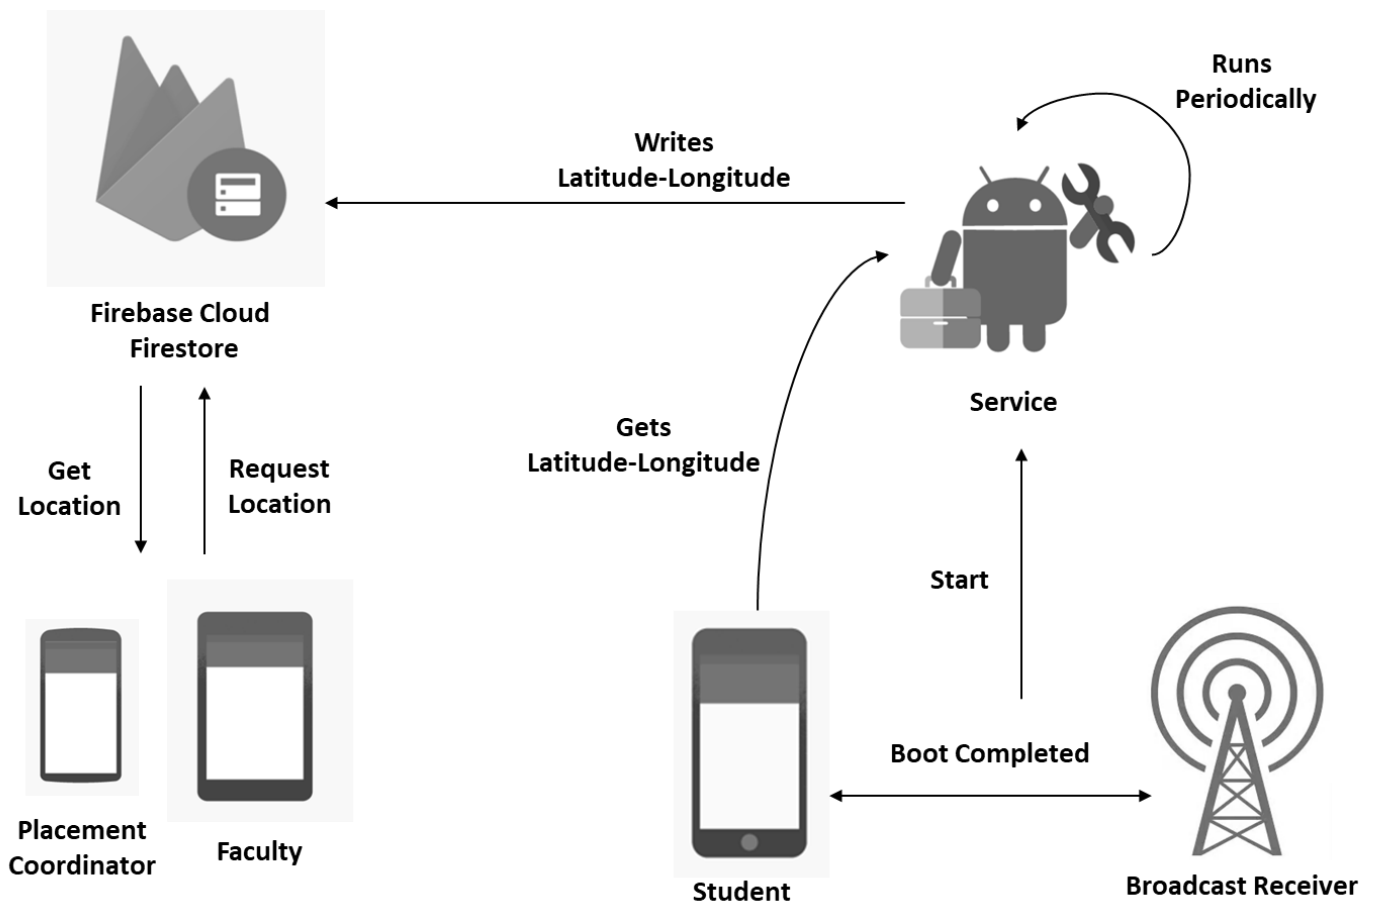 Runs
Periodically
Writes
Latitude-Longitude
Firebase Cloud
Firestore
Service
Gets
Latitude-Longitude
Get
Location
Request
Location
Start
Boot Completed
Placement
Coordinator
Faculty
Student
Broadcast Receiver